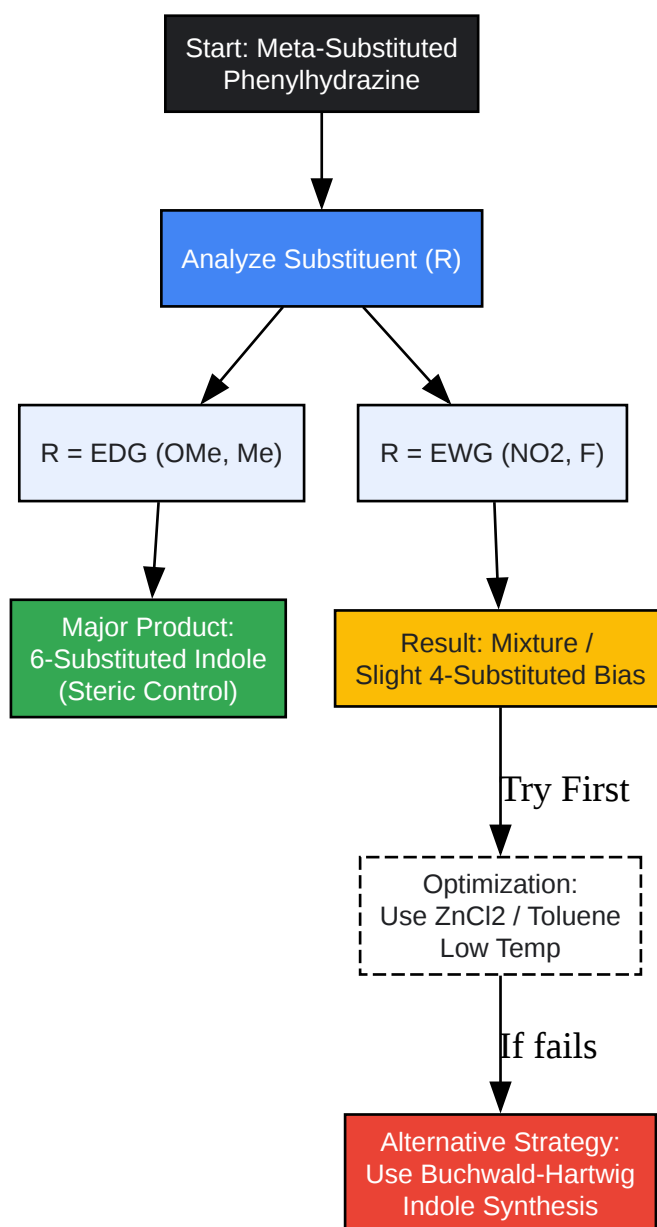 Start: Meta-Substituted
Phenylhydrazine
Analyze Substituent (R)
R = EDG (OMe, Me)
R = EWG (NO2, F)
Major Product:
6-Substituted Indole
(Steric Control)
Result: Mixture /
Slight 4-Substituted Bias
Try First
Optimization:
Use ZnCl2 / Toluene
Low Temp
If fails
Alternative Strategy:
Use Buchwald-Hartwig
Indole Synthesis